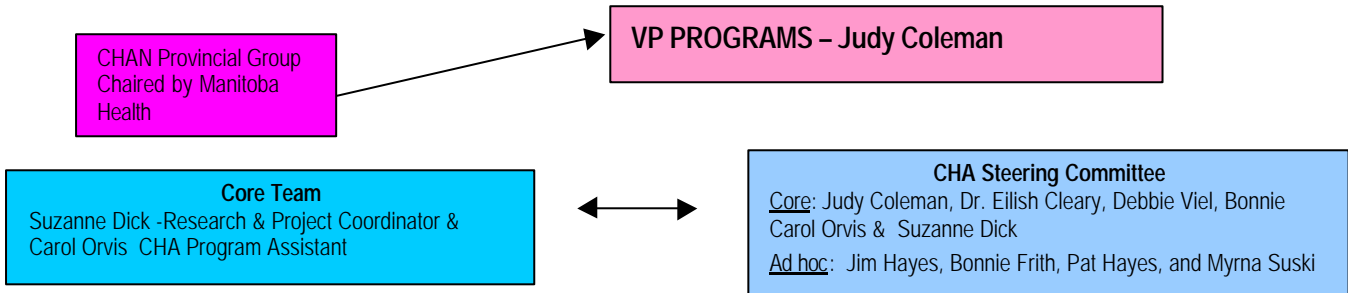 VP PROGRAMS – Judy Coleman
CHAN Provincial Group
Chaired by Manitoba
Health
Core Team
Suzanne Dick -Research & Project Coordinator &
Carol Orvis CHA Program Assistant
CHA Steering Committee
Core: Judy Coleman, Dr. Eilish Cleary, Debbie Viel, Bonnie
Carol Orvis & Suzanne Dick
Ad hoc: Jim Hayes, Bonnie Frith, Pat Hayes, and Myrna Suski